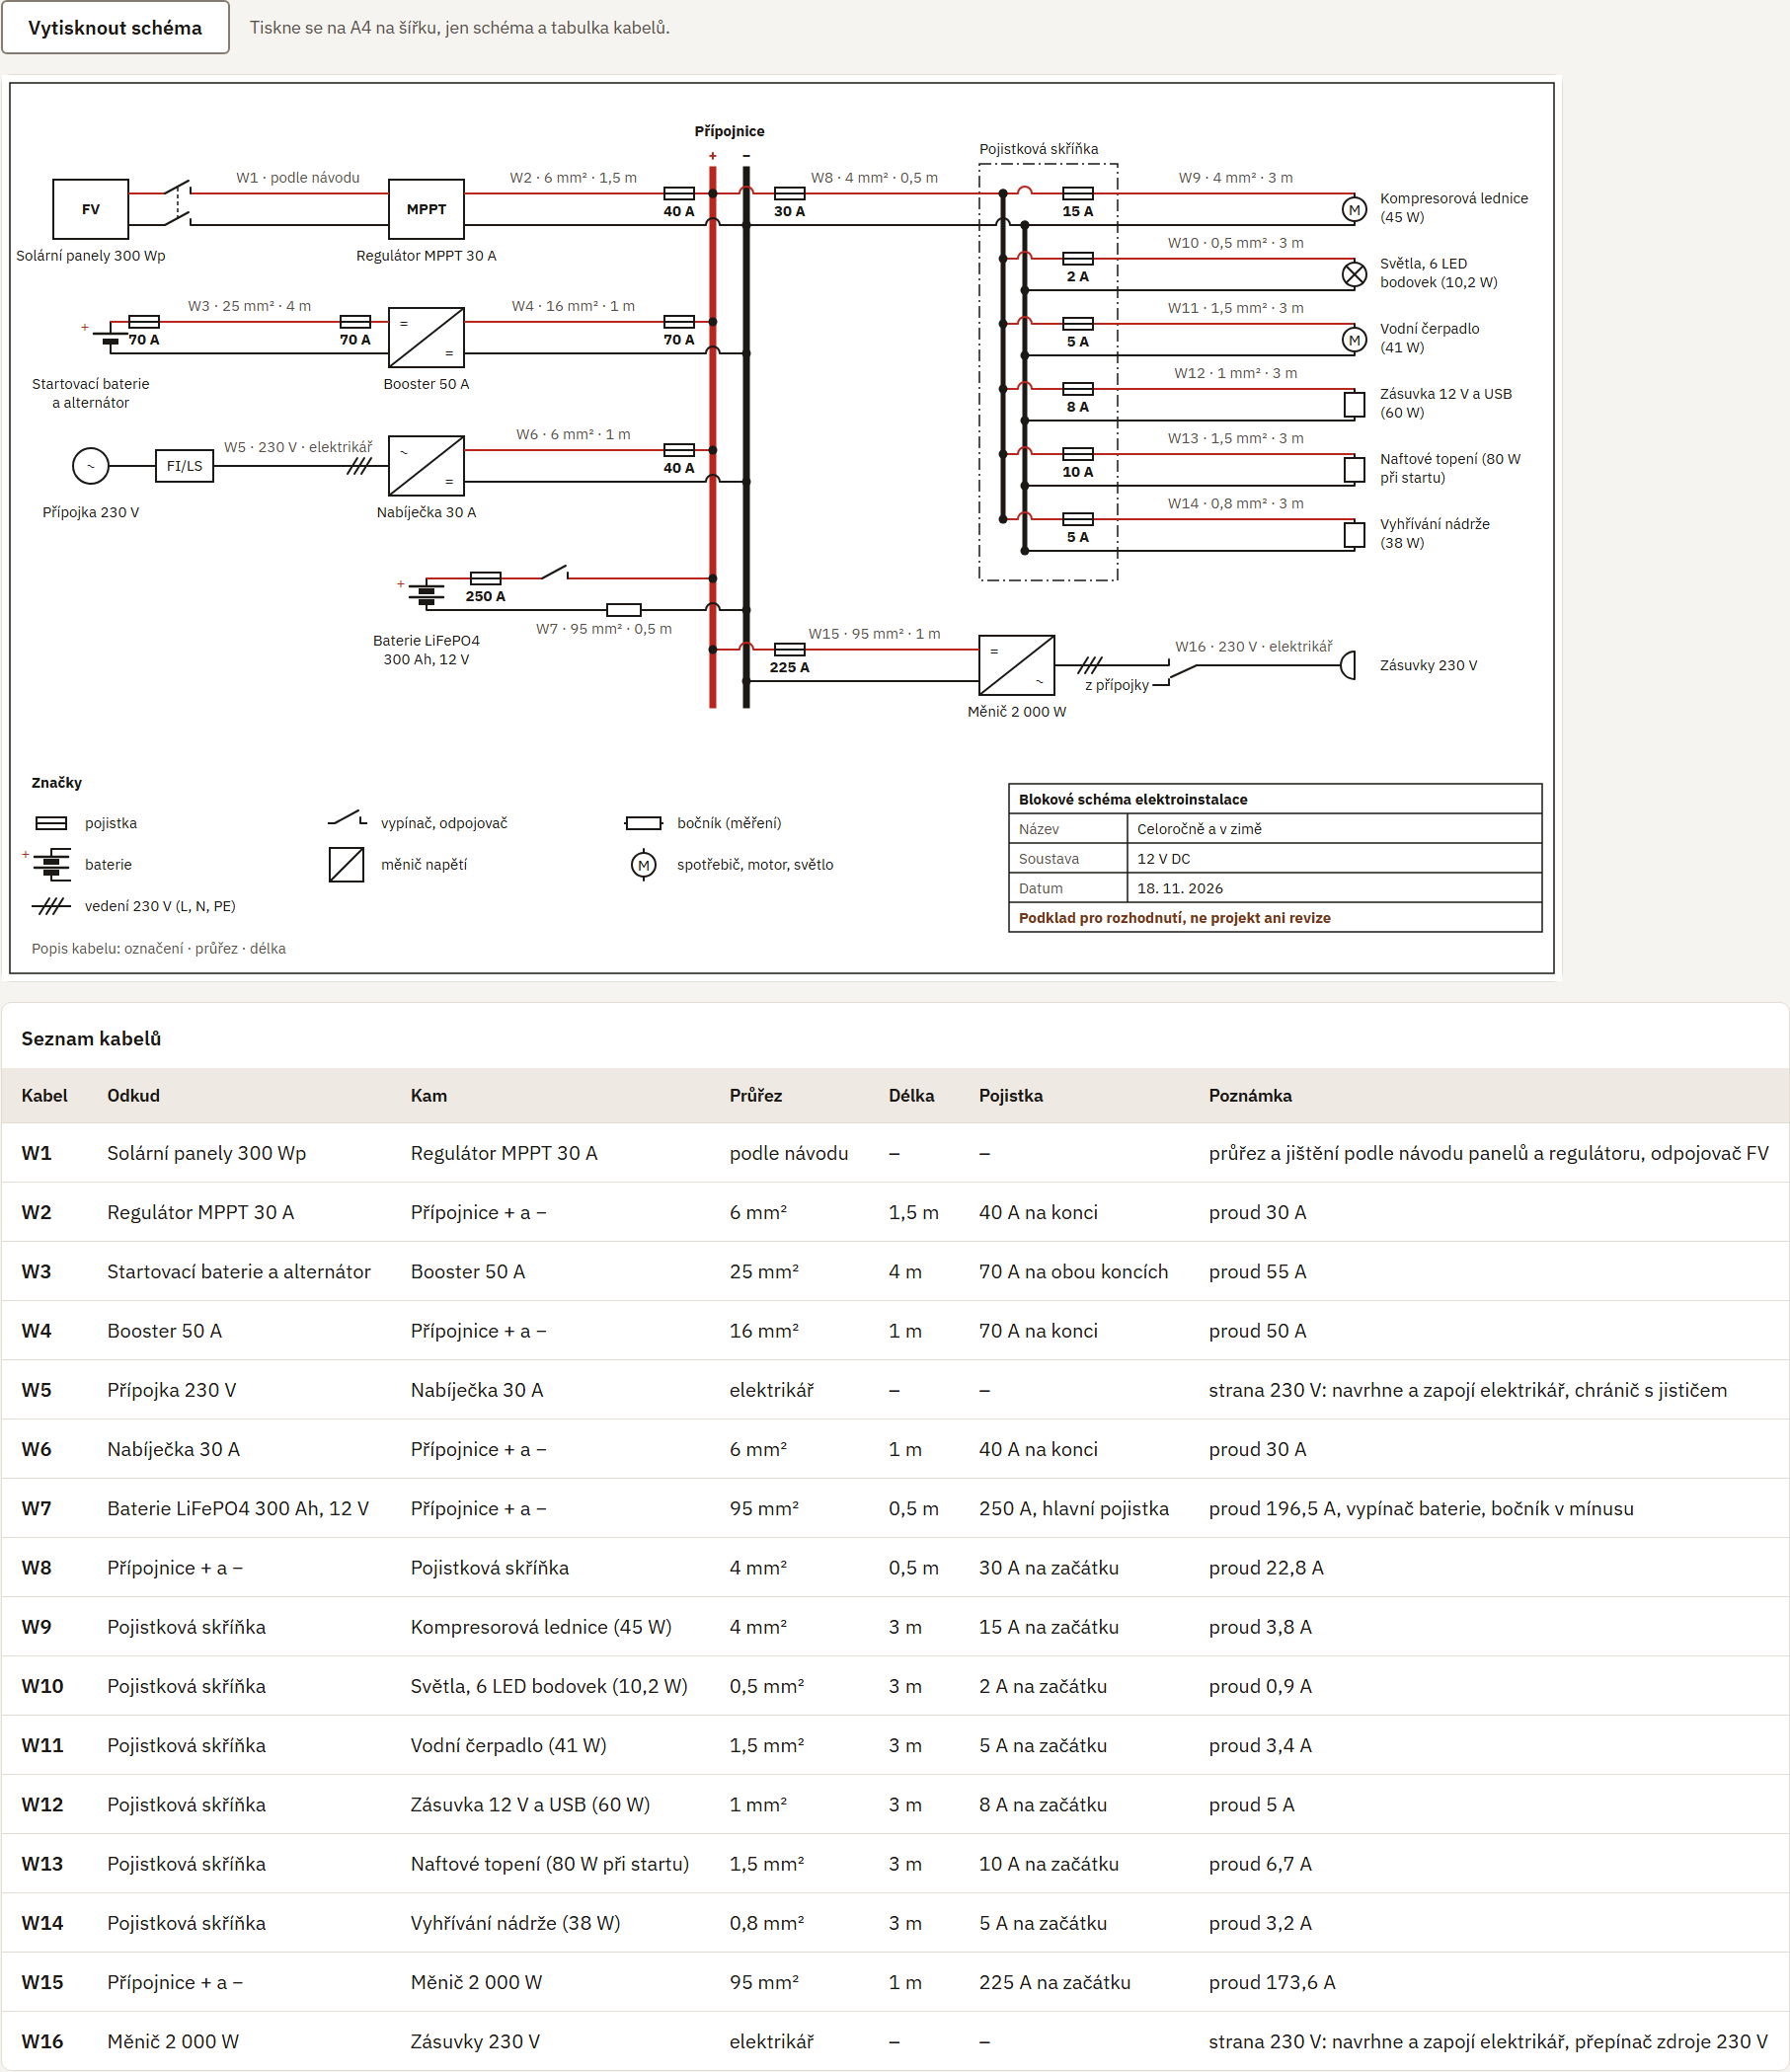 Vytisknout schéma
Tiskne se na A4 na šířku, jen schéma a tabulka kabelů.
Přípojnice
+ −
Pojistková skříňka
FV
W1 · podle návodu
MPPT
W2 · 6 mm² · 1,5 m
40 A
W8 · 4 mm² · 0,5 m
30 A
15 A
W9 · 4 mm² · 3 m
M
Kompresorová lednice
(45 W)
Solární panely 300 Wp
Regulátor MPPT 30 A
W10 · 0,5 mm² · 3 m
2 A
Světla, 6 LED
bodovek (10,2 W)
+
W3 · 25 mm² · 4 m
70 A
70 A
=
=
W4 · 16 mm² · 1 m
70 A
W11 · 1,5 mm² · 3 m
5 A
M
Vodní čerpadlo
(41 W)
Startovací baterie
a alternátor
Booster 50 A
W12 · 1 mm² · 3 m
8 A
Zásuvka 12 V a USB
(60 W)
~
FI/LS
W5 · 230 V · elektrikář
~
=
W6 · 6 mm² · 1 m
40 A
W13 · 1,5 mm² · 3 m
10 A
Naftové topení (80 W
při startu)
Přípojka 230 V
Nabíječka 30 A
W14 · 0,8 mm² · 3 m
5 A
Vyhřívání nádrže
(38 W)
+
250 A
W7 · 95 mm² · 0,5 m
Baterie LiFePO4
300 Ah, 12 V
W15 · 95 mm² · 1 m
225 A
=
~
W16 · 230 V · elektrikář
z přípojky
Zásuvky 230 V
Měnič 2 000 W
Značky
pojistka
vypínač, odpojovač
bočník (měření)
+
baterie
měnič napětí
M
spotřebič, motor, světlo
vedení 230 V (L, N, PE)
Popis kabelu: označení · průřez · délka
Blokové schéma elektroinstalace
Název Celoročně a v zimě
Soustava 12 V DC
Datum 18. 11. 2026
Podklad pro rozhodnutí, ne projekt ani revize
Seznam kabelů
Kabel Odkud Kam Průřez Délka Pojistka Poznámka
W1 Solární panely 300 Wp Regulátor MPPT 30 A podle návodu – – průřez a jištění podle návodu panelů a regulátoru, odpojovač FV
W2 Regulátor MPPT 30 A Přípojnice + a − 6 mm² 1,5 m 40 A na konci proud 30 A
W3 Startovací baterie a alternátor Booster 50 A 25 mm² 4 m 70 A na obou koncích proud 55 A
W4 Booster 50 A Přípojnice + a − 16 mm² 1 m 70 A na konci proud 50 A
W5 Přípojka 230 V Nabíječka 30 A elektrikář – – strana 230 V: navrhne a zapojí elektrikář, chránič s jističem
W6 Nabíječka 30 A Přípojnice + a − 6 mm² 1 m 40 A na konci proud 30 A
W7 Baterie LiFePO4 300 Ah, 12 V Přípojnice + a − 95 mm² 0,5 m 250 A, hlavní pojistka proud 196,5 A, vypínač baterie, bočník v mínusu
W8 Přípojnice + a − Pojistková skříňka 4 mm² 0,5 m 30 A na začátku proud 22,8 A
W9 Pojistková skříňka Kompresorová lednice (45 W) 4 mm² 3 m 15 A na začátku proud 3,8 A
W10 Pojistková skříňka Světla, 6 LED bodovek (10,2 W) 0,5 mm² 3 m 2 A na začátku proud 0,9 A
W11 Pojistková skříňka Vodní čerpadlo (41 W) 1,5 mm² 3 m 5 A na začátku proud 3,4 A
W12 Pojistková skříňka Zásuvka 12 V a USB (60 W) 1 mm² 3 m 8 A na začátku proud 5 A
W13 Pojistková skříňka Naftové topení (80 W při startu) 1,5 mm² 3 m 10 A na začátku proud 6,7 A
W14 Pojistková skříňka Vyhřívání nádrže (38 W) 0,8 mm² 3 m 5 A na začátku proud 3,2 A
W15 Přípojnice + a − Měnič 2 000 W 95 mm² 1 m 225 A na začátku proud 173,6 A
W16 Měnič 2 000 W Zásuvky 230 V elektrikář – – strana 230 V: navrhne a zapojí elektrikář, přepínač zdroje 230 V